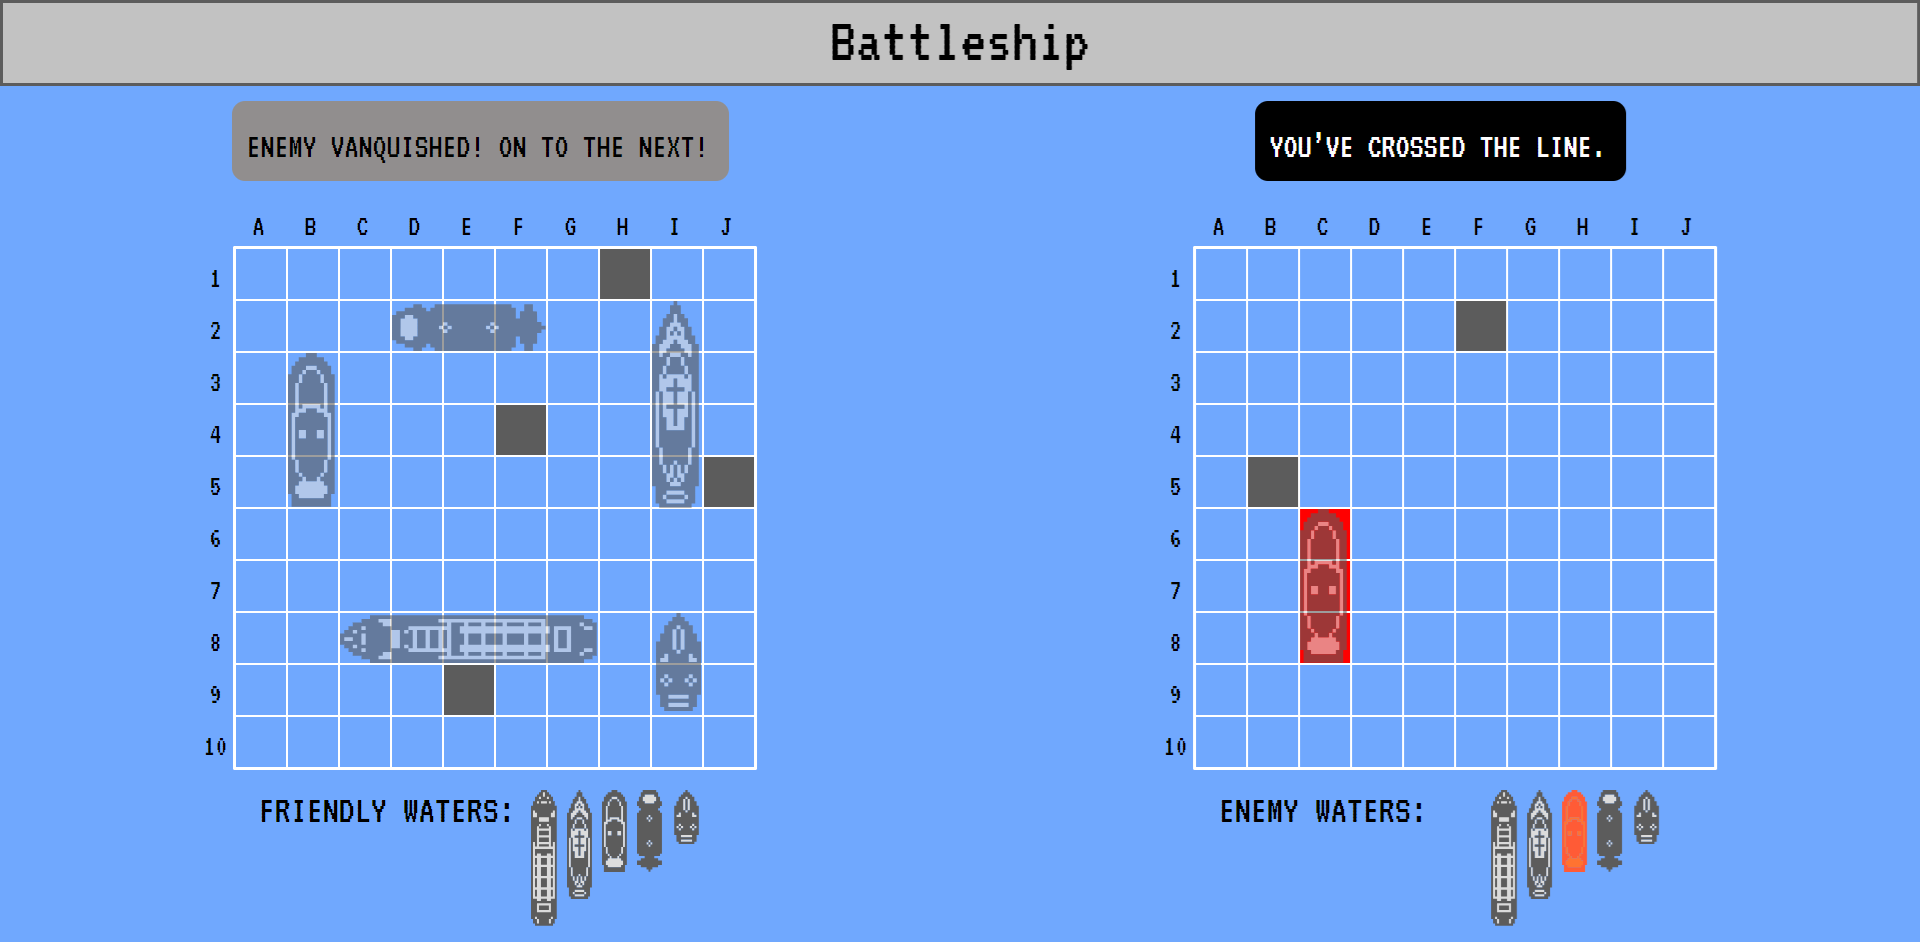 Battleship
ENEMY VANQUISHED! ON TO THE NEXT!
YOU'VE CROSSED THE LINE.
A B C D E F G H I J
1
2
3
4
5
6
7
8
9
10
FRIENDLY WATERS:
A B C D E F G H I J
1
2
3
4
5
6
7
8
9
10
ENEMY WATERS: